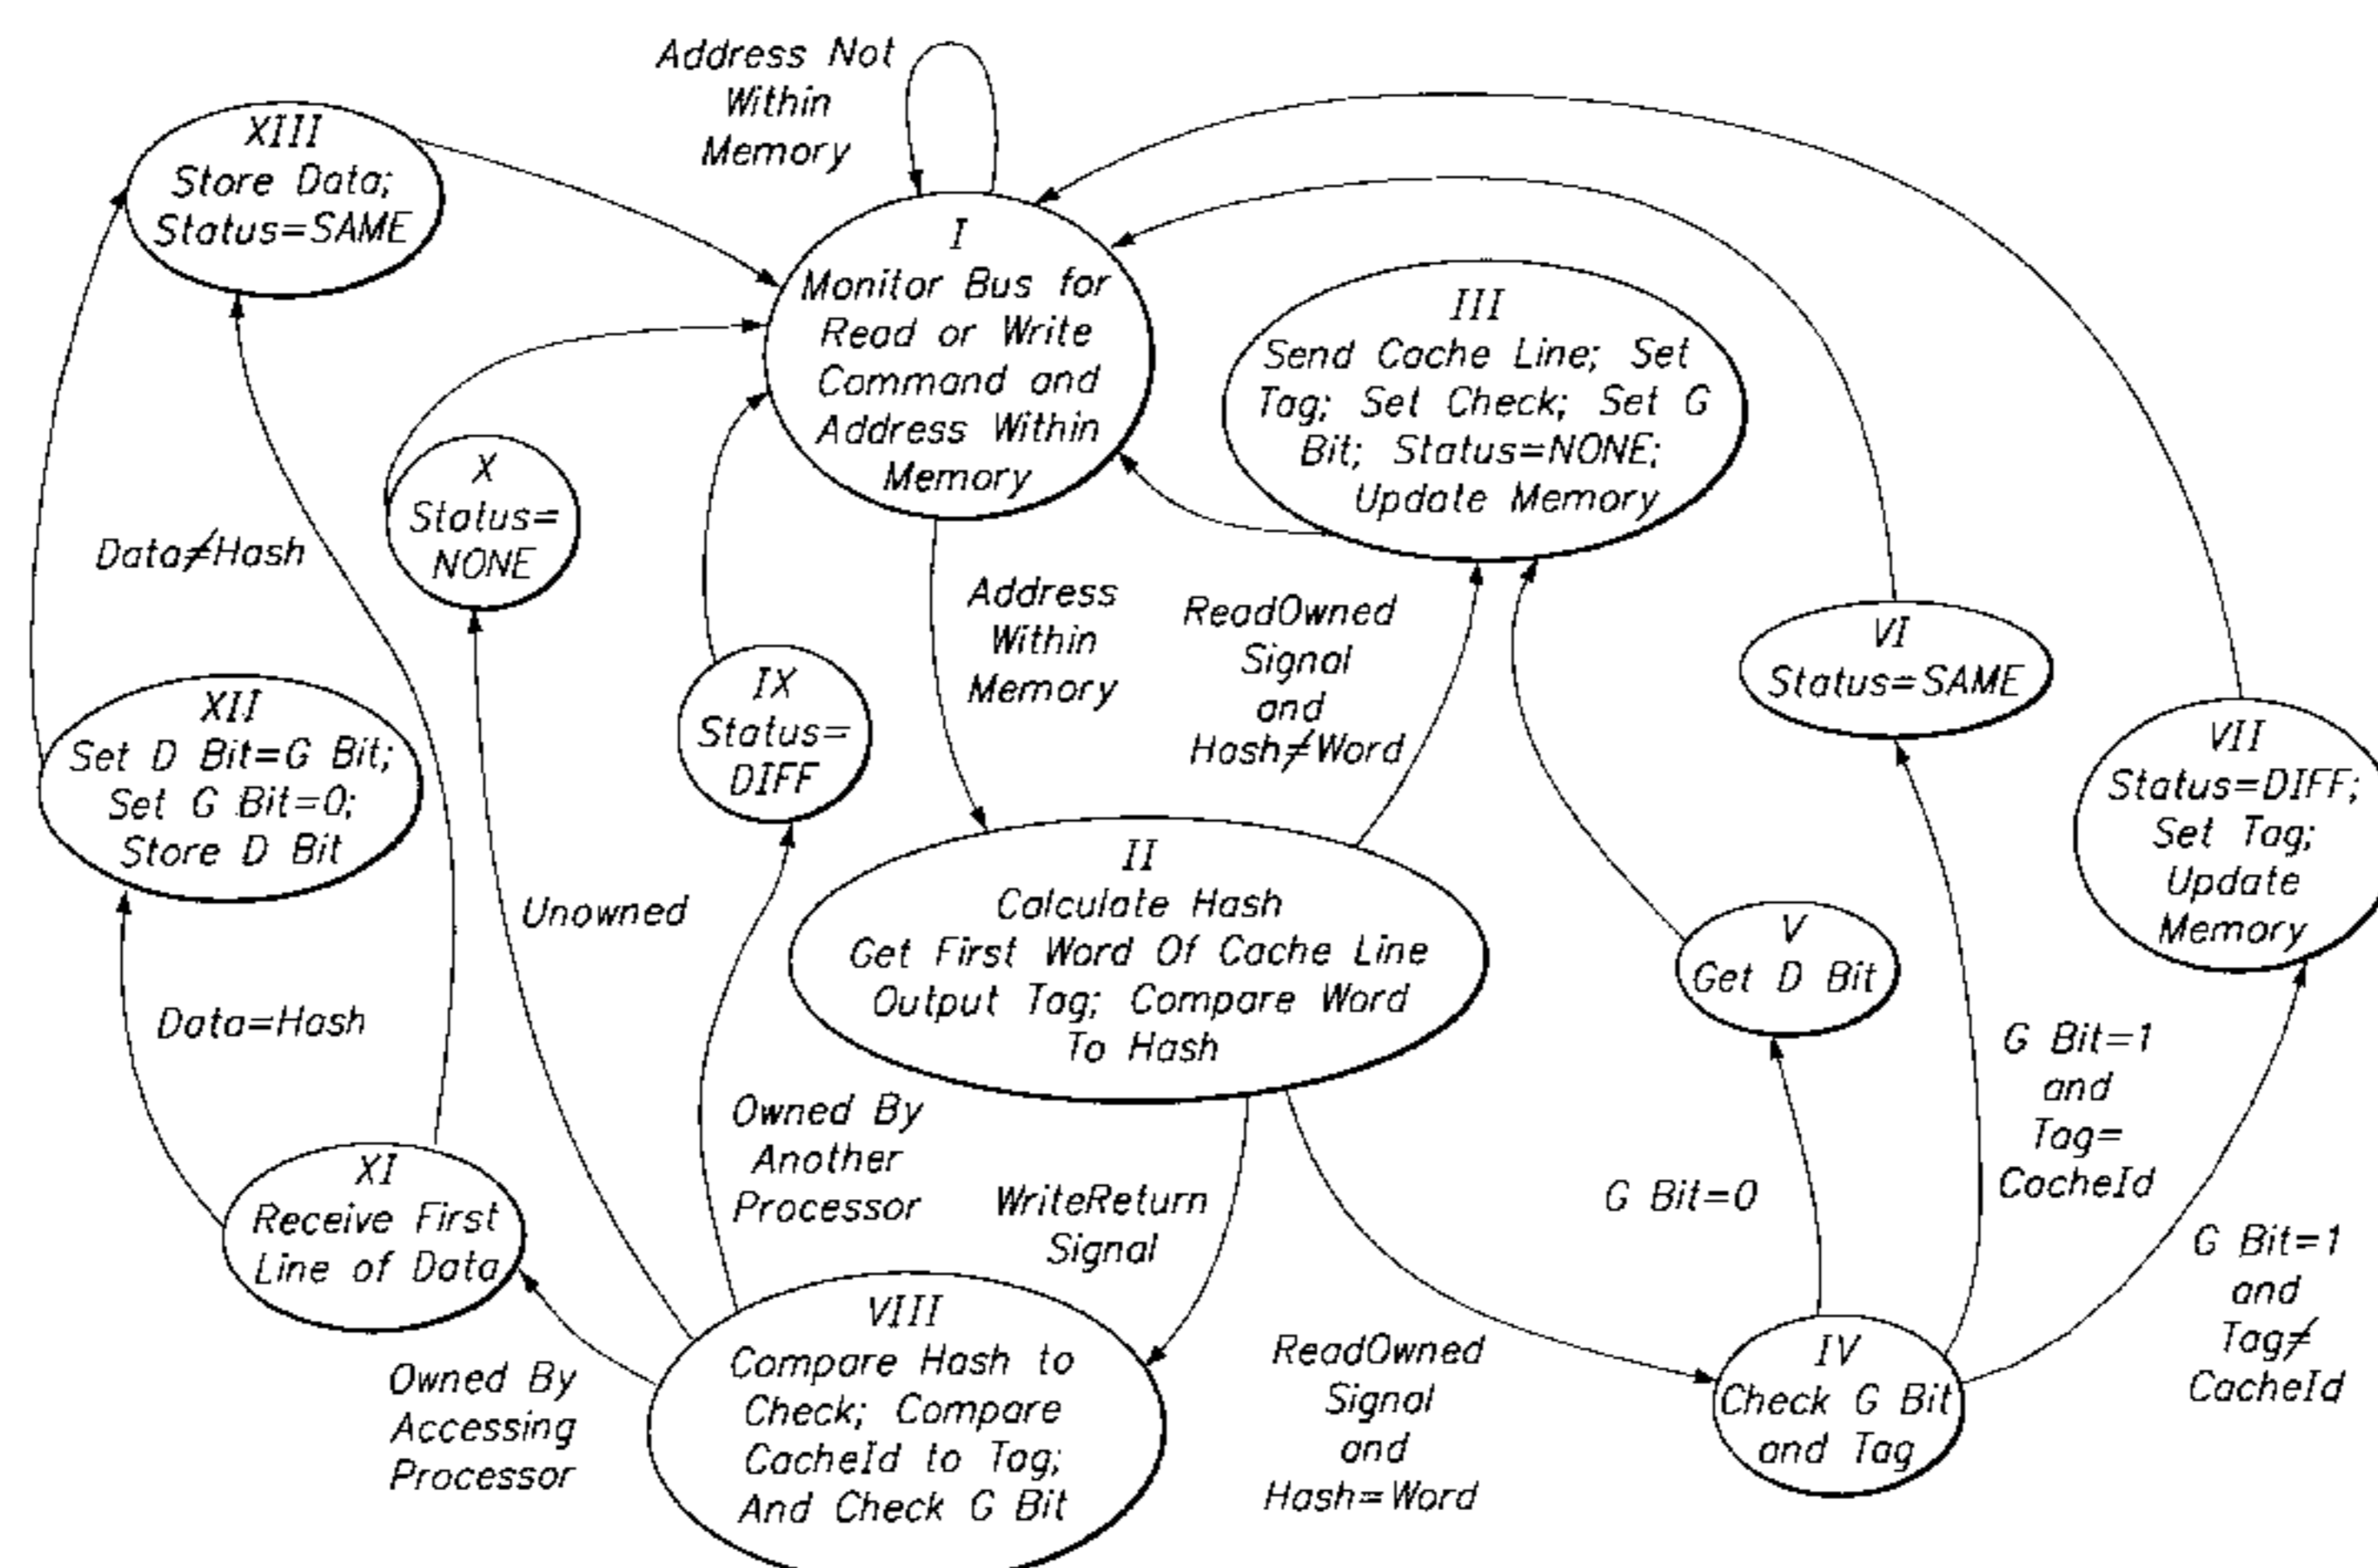 Address Not
Within
Memory
XIII
Store Data;
Status=SAME
I
Monitor Bus for
Read or Write
Command and
Address Within
Memory
III
Send Cache Line; Set
Tag; Set Check; Set G
Bit; Status=NONE;
Update Memory
X
Status=
NONE
Data≠Hash
Address
Within
Memory
ReadOwned
Signal
and
Hash≠Word
VI
Status=SAME
IX
Status=
DIFF
XII
Set D Bit=G Bit;
Set G Bit=0;
Store D Bit
VII
Status=DIFF;
Set Tag;
Update
Memory
II
Calculate Hash
Get First Word Of Cache Line
Output Tag; Compare Word
To Hash
Unowned
V
Get D Bit
Data=Hash
G Bit=1
and
Tag=
CacheId
Owned By
Another
Processor
XI
Receive First
Line of Data
WriteReturn
Signal
G Bit=0
G Bit=1
and
Tag≠
CacheId
VIII
Compare Hash to
Check; Compare
CacheId to Tag;
And Check G Bit
Owned By
Accessing
Processor
ReadOwned
Signal
and
Hash=Word
IV
Check G Bit
and Tag